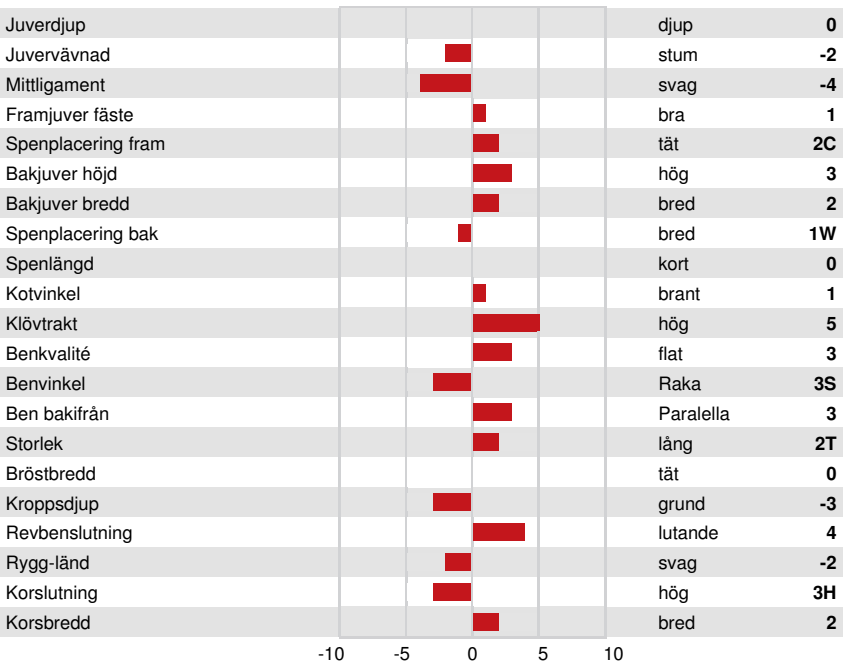 Juverdjup djup 0
Juvervävnad stum -2
Mittligament svag -4
Framjuver fäste bra 1
Spenplacering fram tät 2C
Bakjuver höjd hög 3
Bakjuver bredd bred 2
Spenplacering bak bred 1W
Spenlängd kort 0
Kotvinkel brant 1
Klövtrakt hög 5
Benkvalité flat 3
Benvinkel Raka 3S
Ben bakifrån Paralella 3
Storlek lång 2T
Bröstbredd tät 0
Kroppsdjup grund -3
Revbenslutning lutande 4
Rygg-länd svag -2
Korslutning hög 3H
Korsbredd bred 2
-10 -5 0 5 10